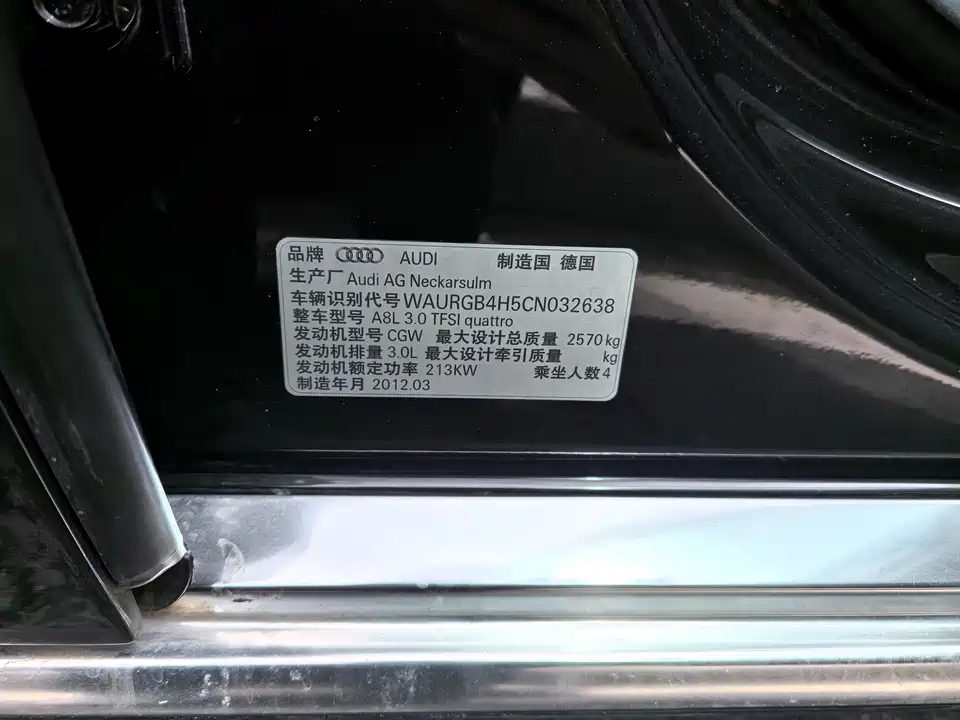 品牌 AUDI 制造国 德国
生产厂 Audi AG Neckarsulm
车辆识别代号 WAURGB4H5CN032638
整车型号 A8L 3.0 TFSI quattro
发动机型号 CGW 最大设计总质量 2570 kg
发动机排量 3.0L 最大设计牵引质量 kg
发动机额定功率 213KW 乘坐人数 4
制造年月 2012.03